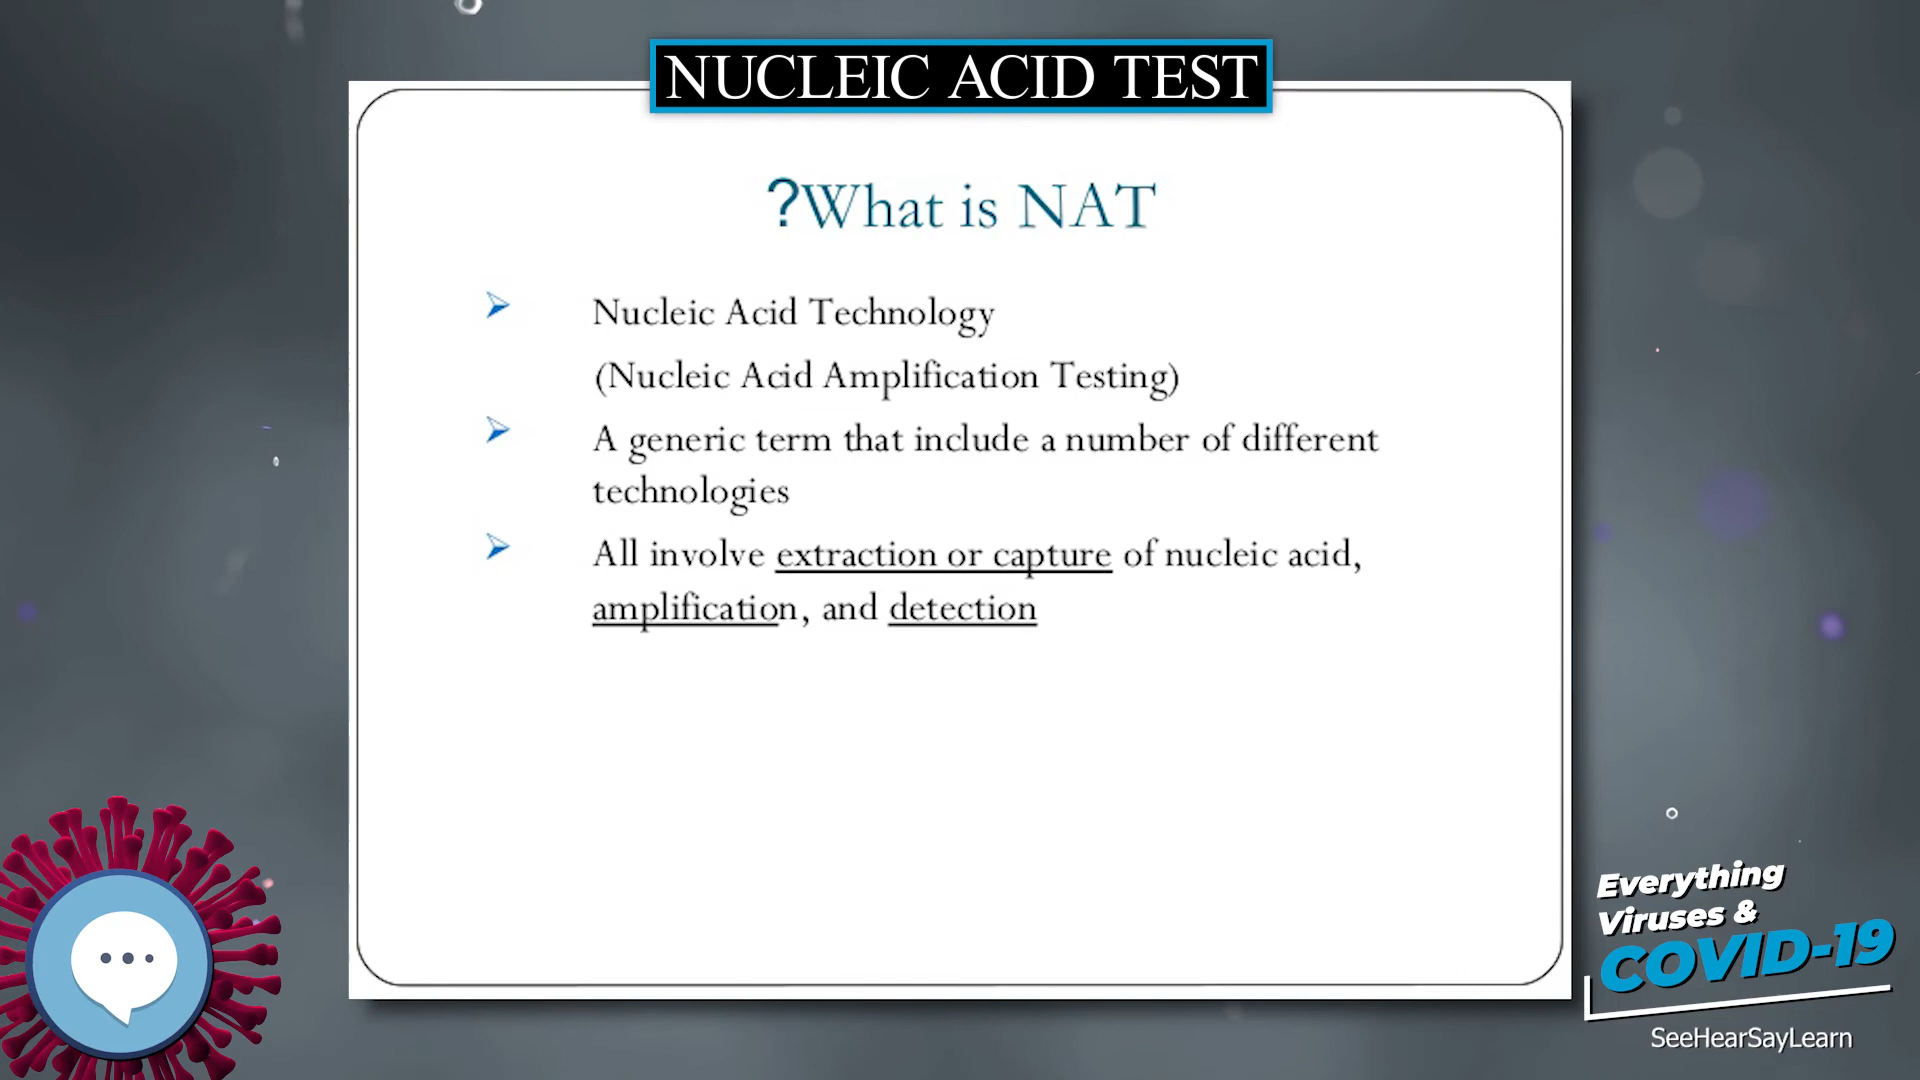 NUCLEIC ACID TEST
?What is NAT
Nucleic Acid Technology
(Nucleic Acid Amplification Testing)
A generic term that include a number of different
technologies
All involve extraction or capture of nucleic acid,
amplification, and detection
Everything
Viruses &
COVID-19
SeeHearSayLearn